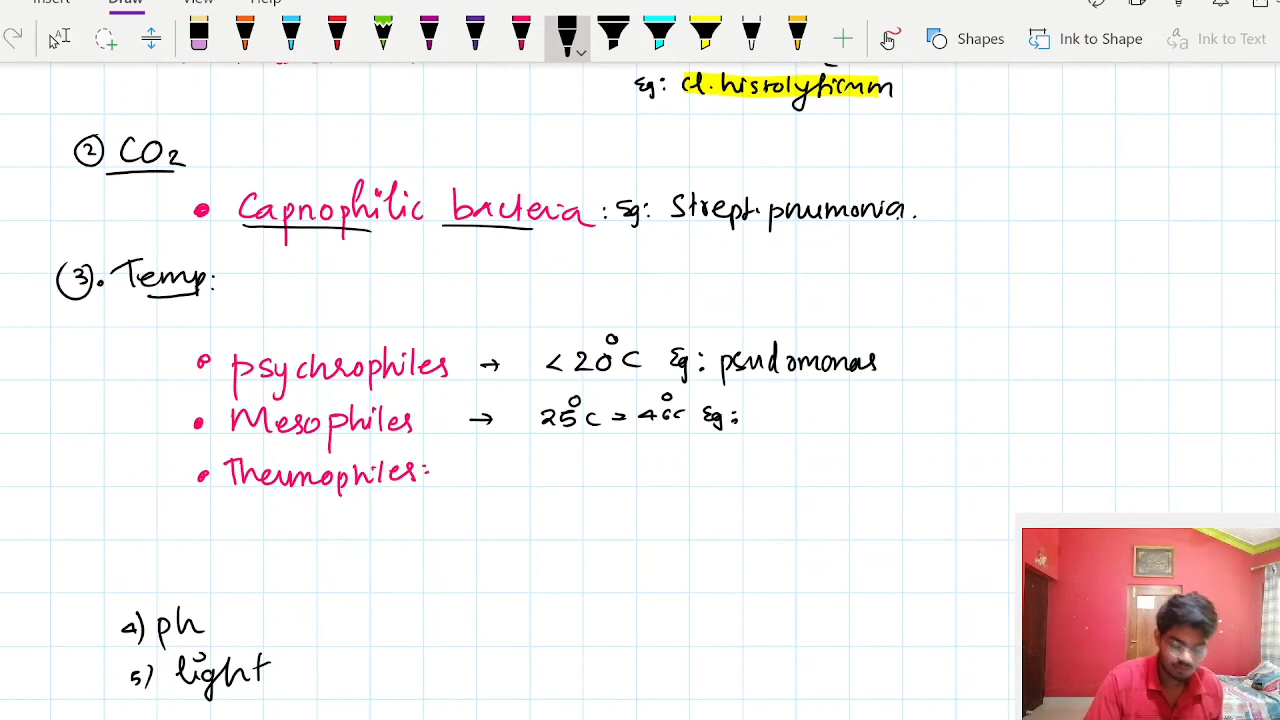 Insert Draw
Shapes Ink to Shape Ink to Text
Eg: Cl. histolyticum
② CO2
• Capnophilic bacteria : Eg: Strept. pnumonia.
(3). Temp:
• psychrophiles → < 20°C Eg: psudomonas
• Mesophiles → 25°C = 40°C Eg:
• Thermophiles:
4) ph
5) light